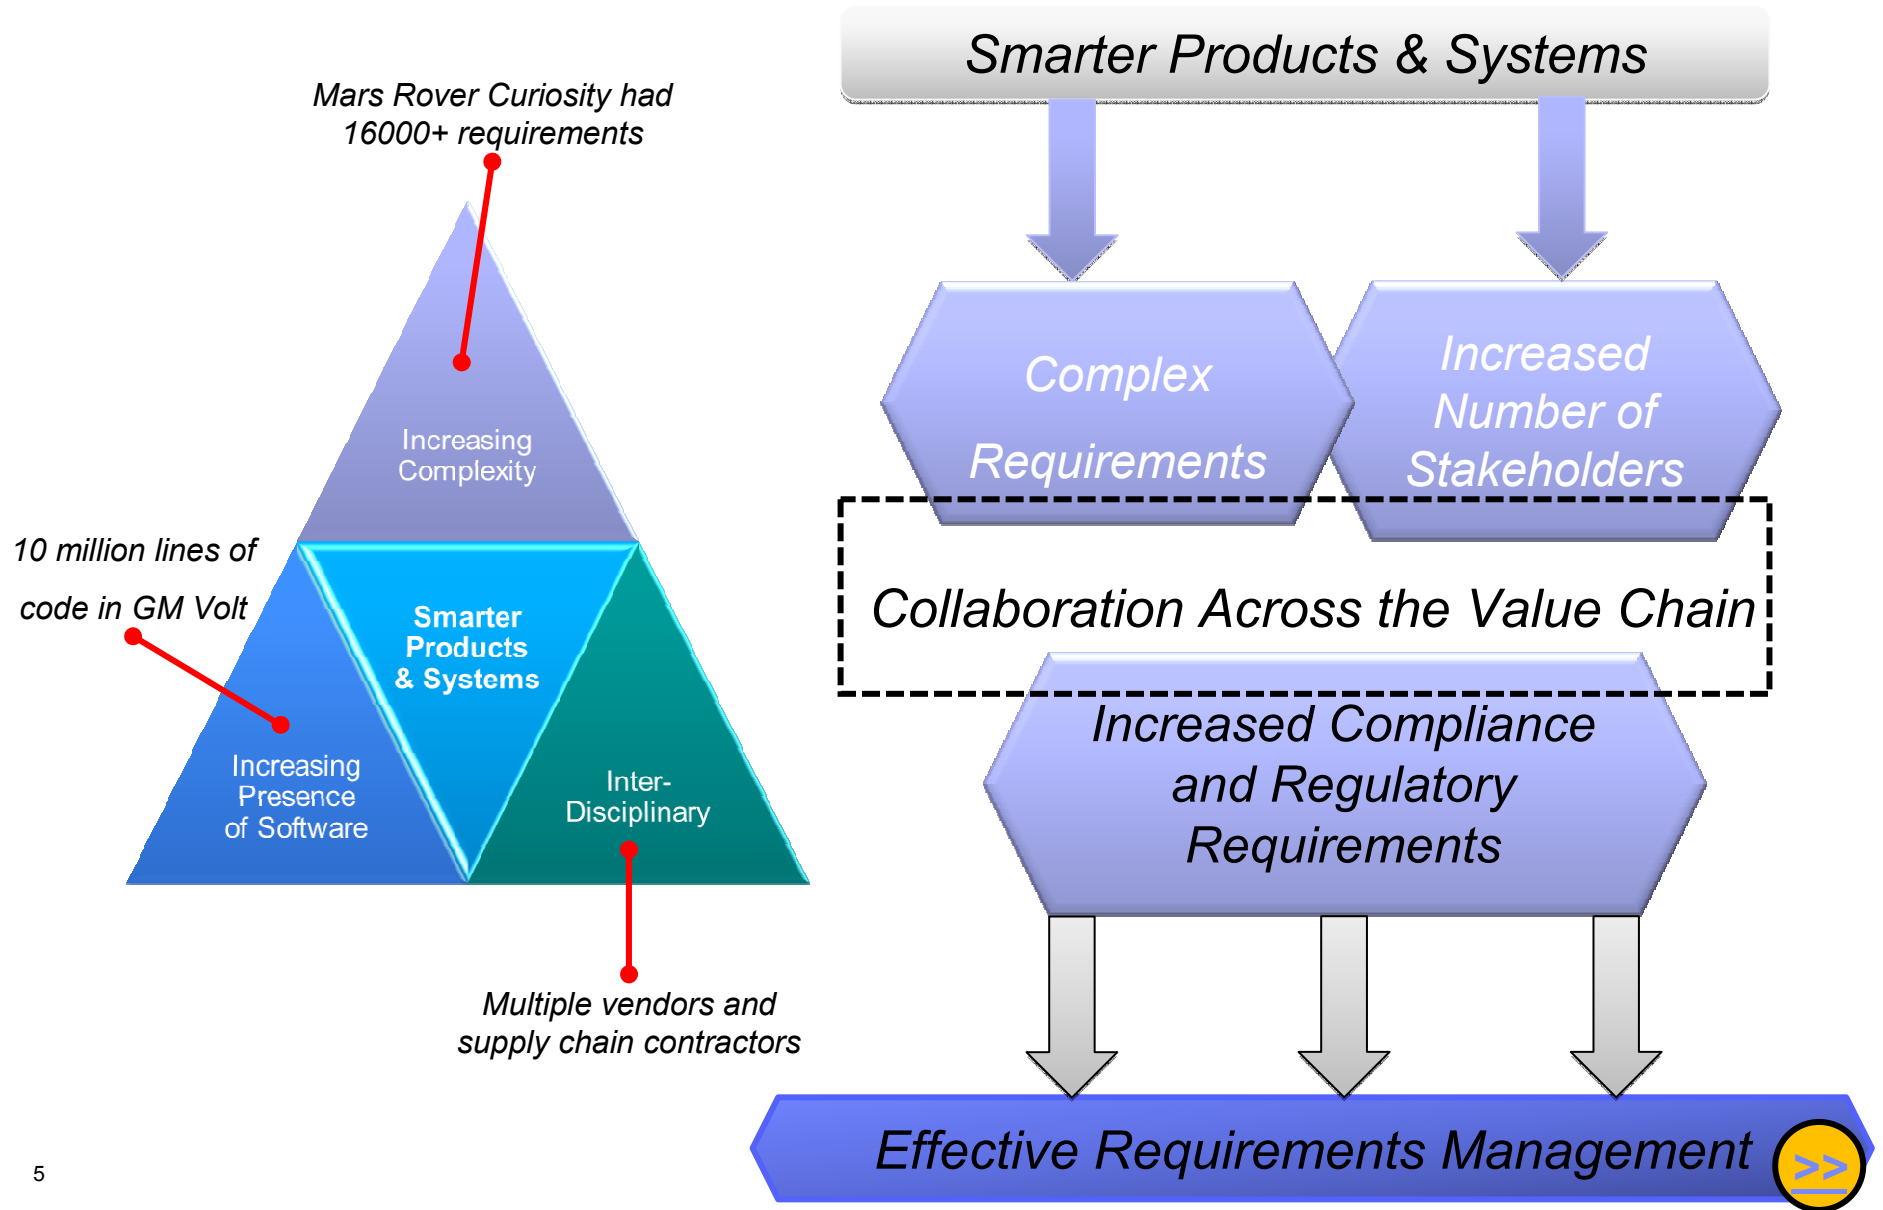 Smarter Products & Systems
Mars Rover Curiosity had
16000+ requirements
Increasing
Complexity
10 million lines of
code in GM Volt
Smarter
Products
& Systems
Increasing
Presence
of Software
Inter-
Disciplinary
Multiple vendors and
supply chain contractors
Complex
Requirements
Increased
Number of
Stakeholders
Collaboration Across the Value Chain
Increased Compliance
and Regulatory
Requirements
Effective Requirements Management
>>
5